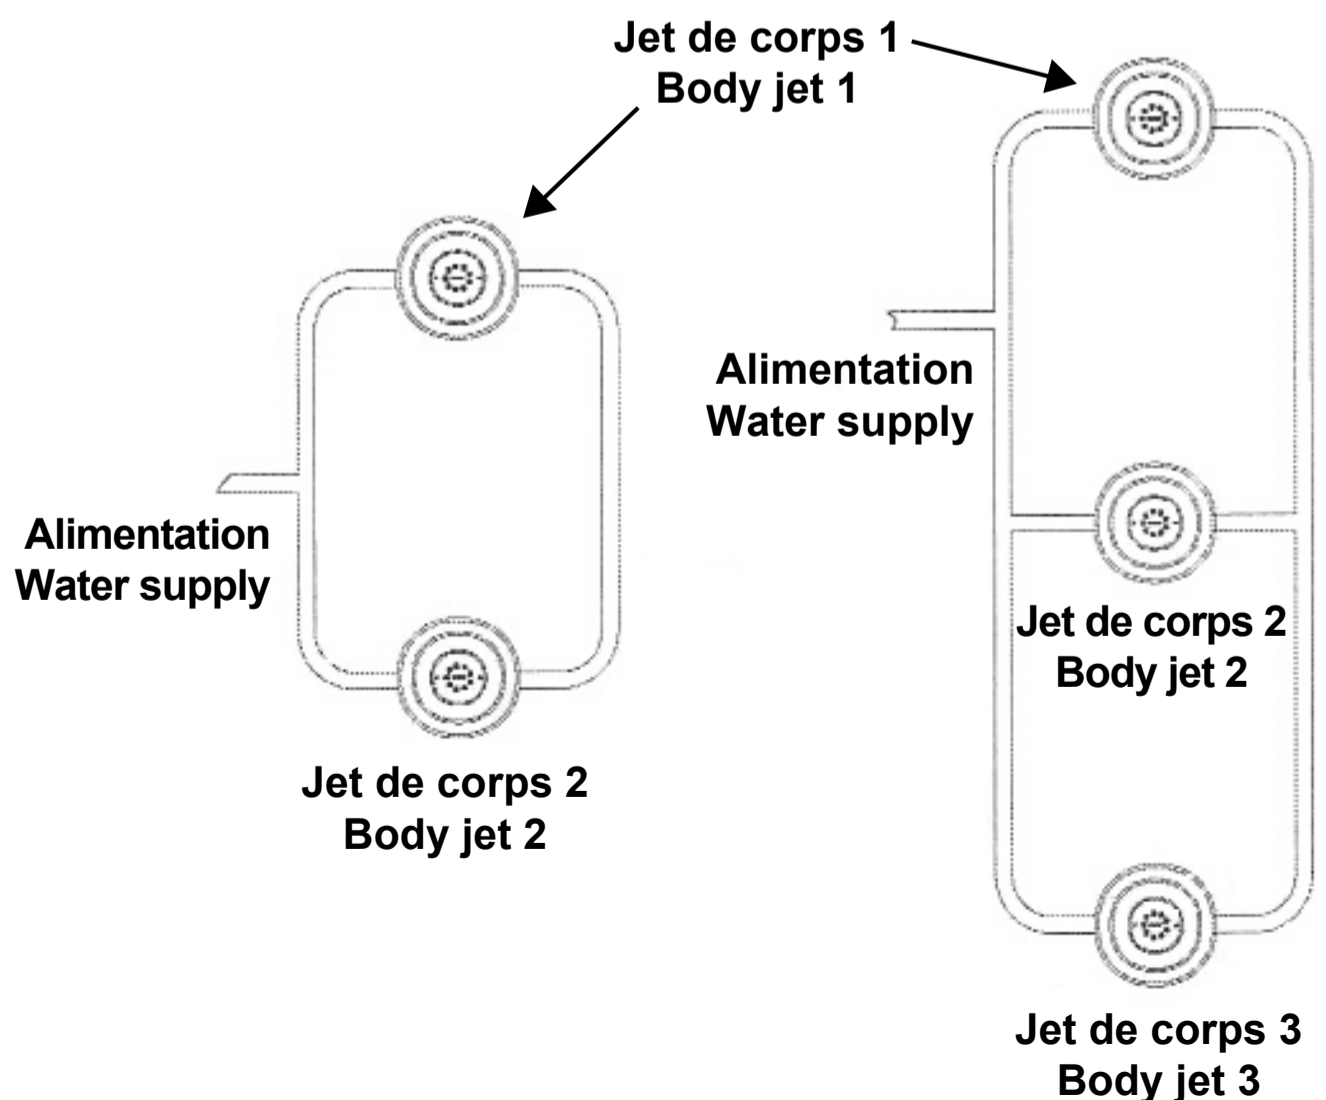 Jet de corps 1
Body jet 1
Alimentation
Water supply
Alimentation
Water supply
Jet de corps 2
Body jet 2
Jet de corps 2
Body jet 2
Jet de corps 3
Body jet 3